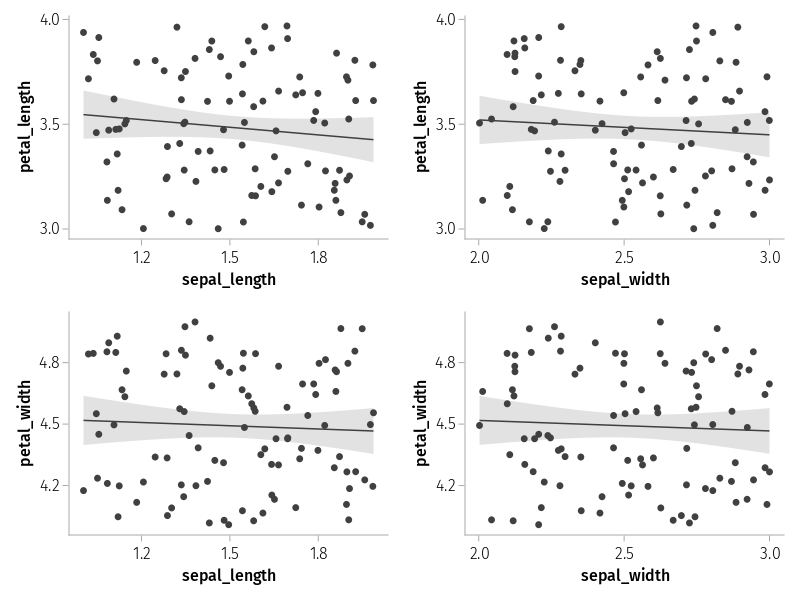 4.0
3.5
3.0
petal_length
1.2 1.5 1.8
sepal_length
4.0
3.5
3.0
petal_length
2.0 2.5 3.0
sepal_width
4.8
4.5
4.2
petal_width
1.2 1.5 1.8
sepal_length
4.8
4.5
4.2
petal_width
2.0 2.5 3.0
sepal_width